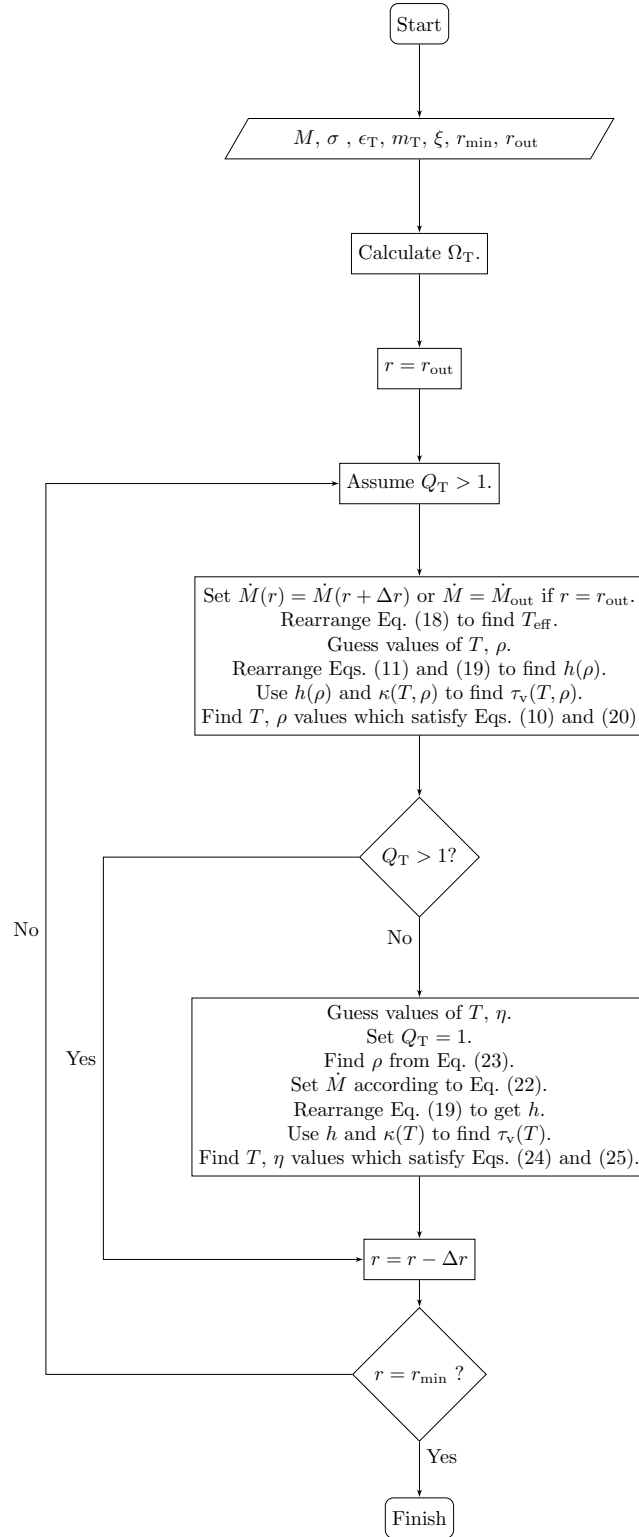 Start
M, σ , ϵ_T, m_T, ξ, r_min, r_out
Calculate Ω_T.
r = r_out
Assume Q_T > 1.
Set Ṁ(r) = Ṁ(r + Δr) or Ṁ = Ṁ_out if r = r_out.
Rearrange Eq. (18) to find T_eff.
Guess values of T, ρ.
Rearrange Eqs. (11) and (19) to find h(ρ).
Use h(ρ) and κ(T, ρ) to find τ_v(T, ρ).
Find T, ρ values which satisfy Eqs. (10) and (20)
Q_T > 1?
No
No
Yes
Guess values of T, η.
Set Q_T = 1.
Find ρ from Eq. (23).
Set Ṁ according to Eq. (22).
Rearrange Eq. (19) to get h.
Use h and κ(T) to find τ_v(T).
Find T, η values which satisfy Eqs. (24) and (25).
r = r − Δr
r = r_min ?
Yes
Finish